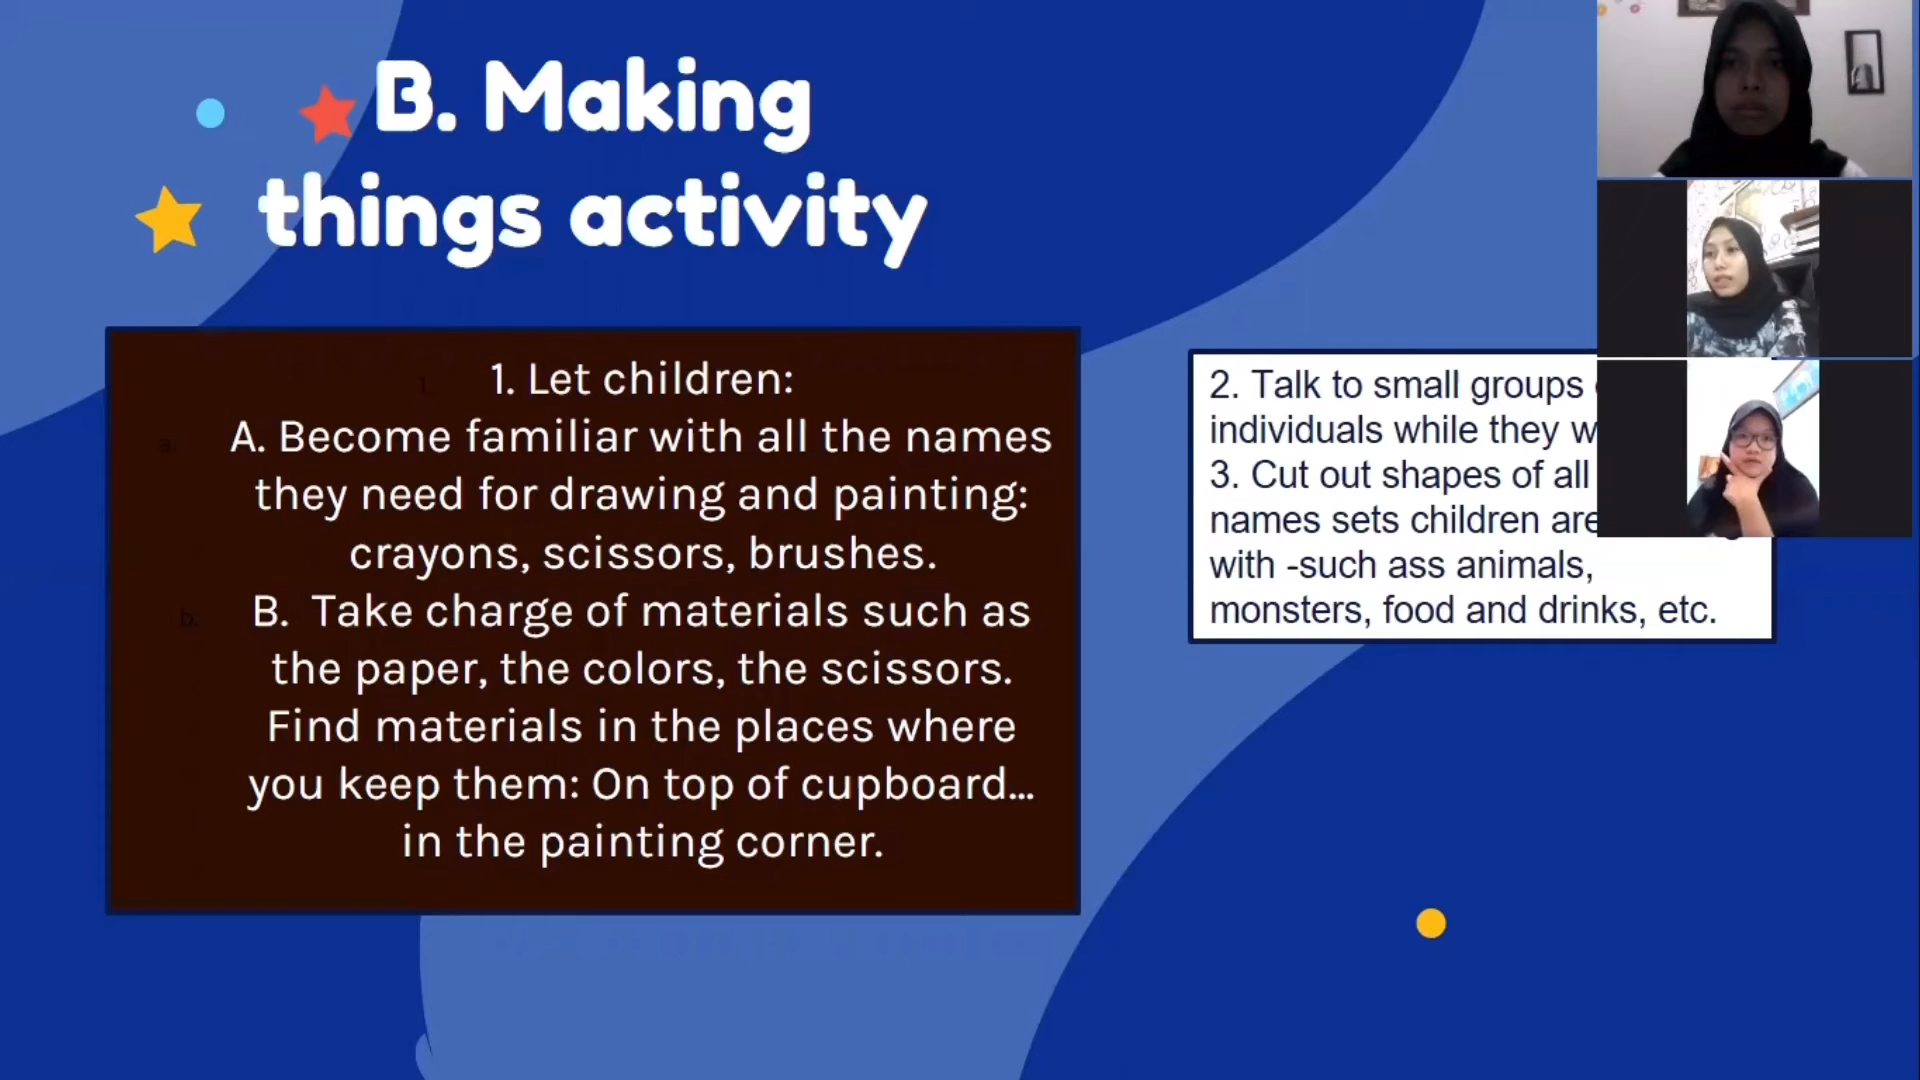 B. Making
things activity
1. Let children:
A. Become familiar with all the names
they need for drawing and painting:
crayons, scissors, brushes.
B. Take charge of materials such as
the paper, the colors, the scissors.
Find materials in the places where
you keep them: On top of cupboard...
in the painting corner.
2. Talk to small groups
individuals while they
3. Cut out shapes of all
names sets children are
with -such ass animals,
monsters, food and drinks, etc.